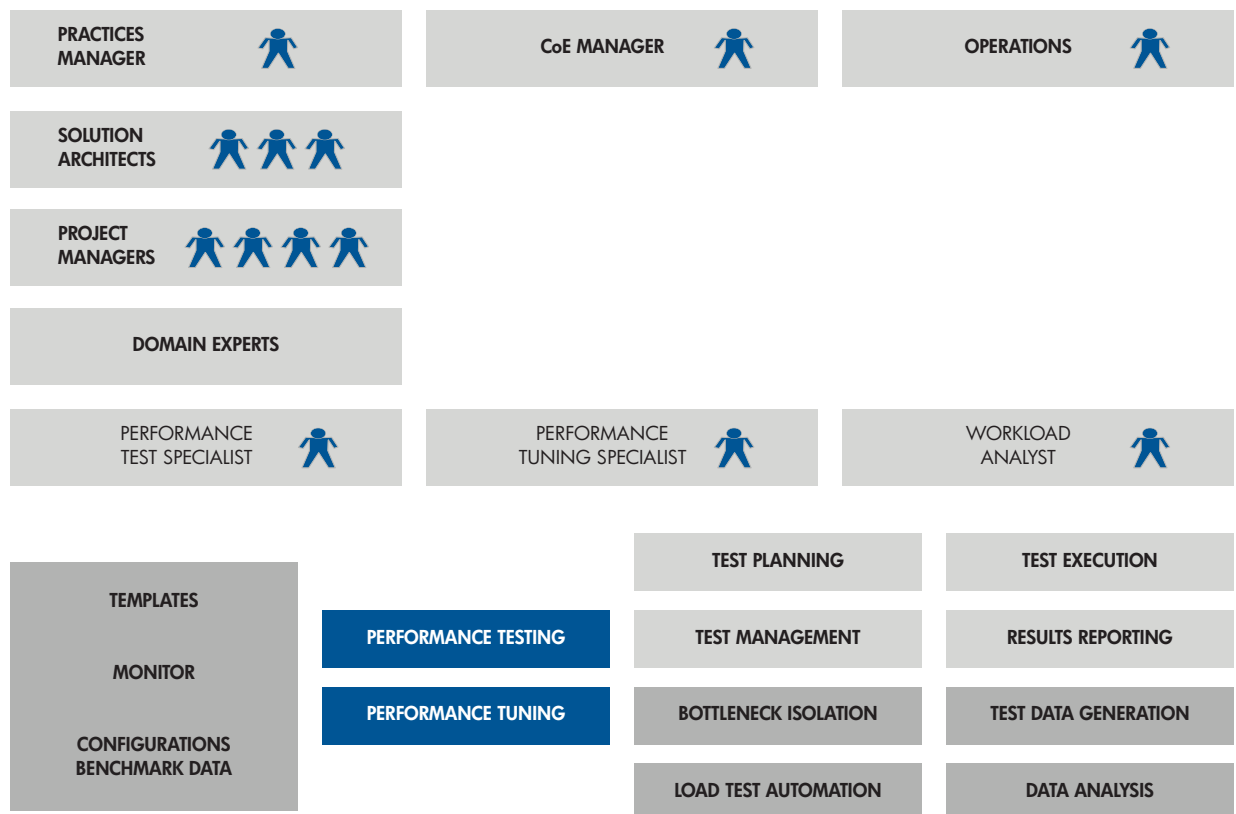 PRACTICES
MANAGER
CoE MANAGER
OPERATIONS
SOLUTION
ARCHITECTS
PROJECT
MANAGERS
DOMAIN EXPERTS
PERFORMANCE
TEST SPECIALIST
PERFORMANCE
TUNING SPECIALIST
WORKLOAD
ANALYST
TEMPLATES
MONITOR
CONFIGURATIONS
BENCHMARK DATA
PERFORMANCE TESTING
PERFORMANCE TUNING
TEST PLANNING
TEST EXECUTION
TEST MANAGEMENT
RESULTS REPORTING
BOTTLENECK ISOLATION
TEST DATA GENERATION
LOAD TEST AUTOMATION
DATA ANALYSIS